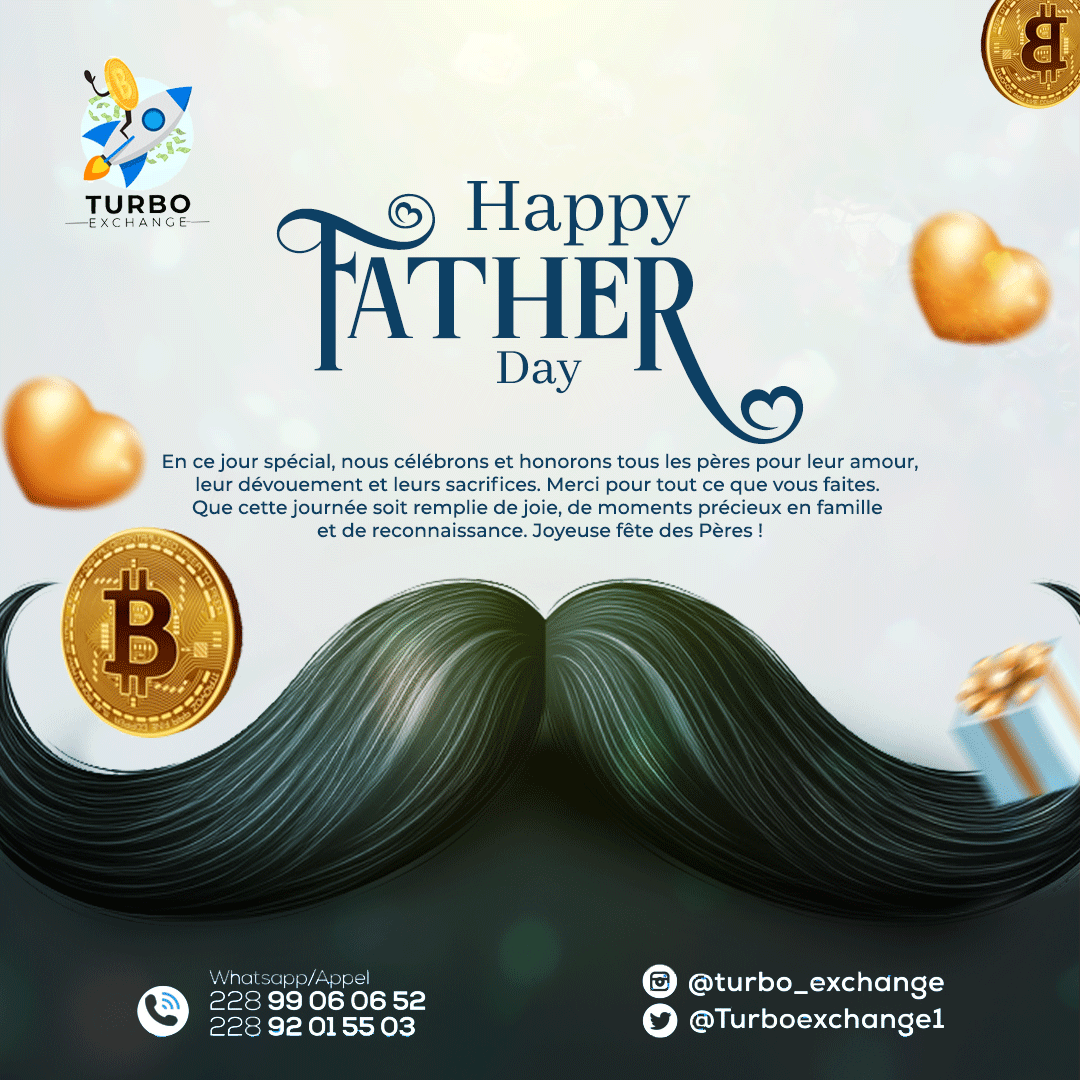 TURBO
EXCHANGE
Happy
FATHER
Day
En ce jour spécial, nous célébrons et honorons tous les pères pour leur amour,
leur dévouement et leurs sacrifices. Merci pour tout ce que vous faites.
Que cette journée soit remplie de joie, de moments précieux en famille
et de reconnaissance. Joyeuse fête des Pères !
Whatsapp/Appel
228 99 06 06 52
228 92 01 55 03
@turbo_exchange
@Turboexchange1